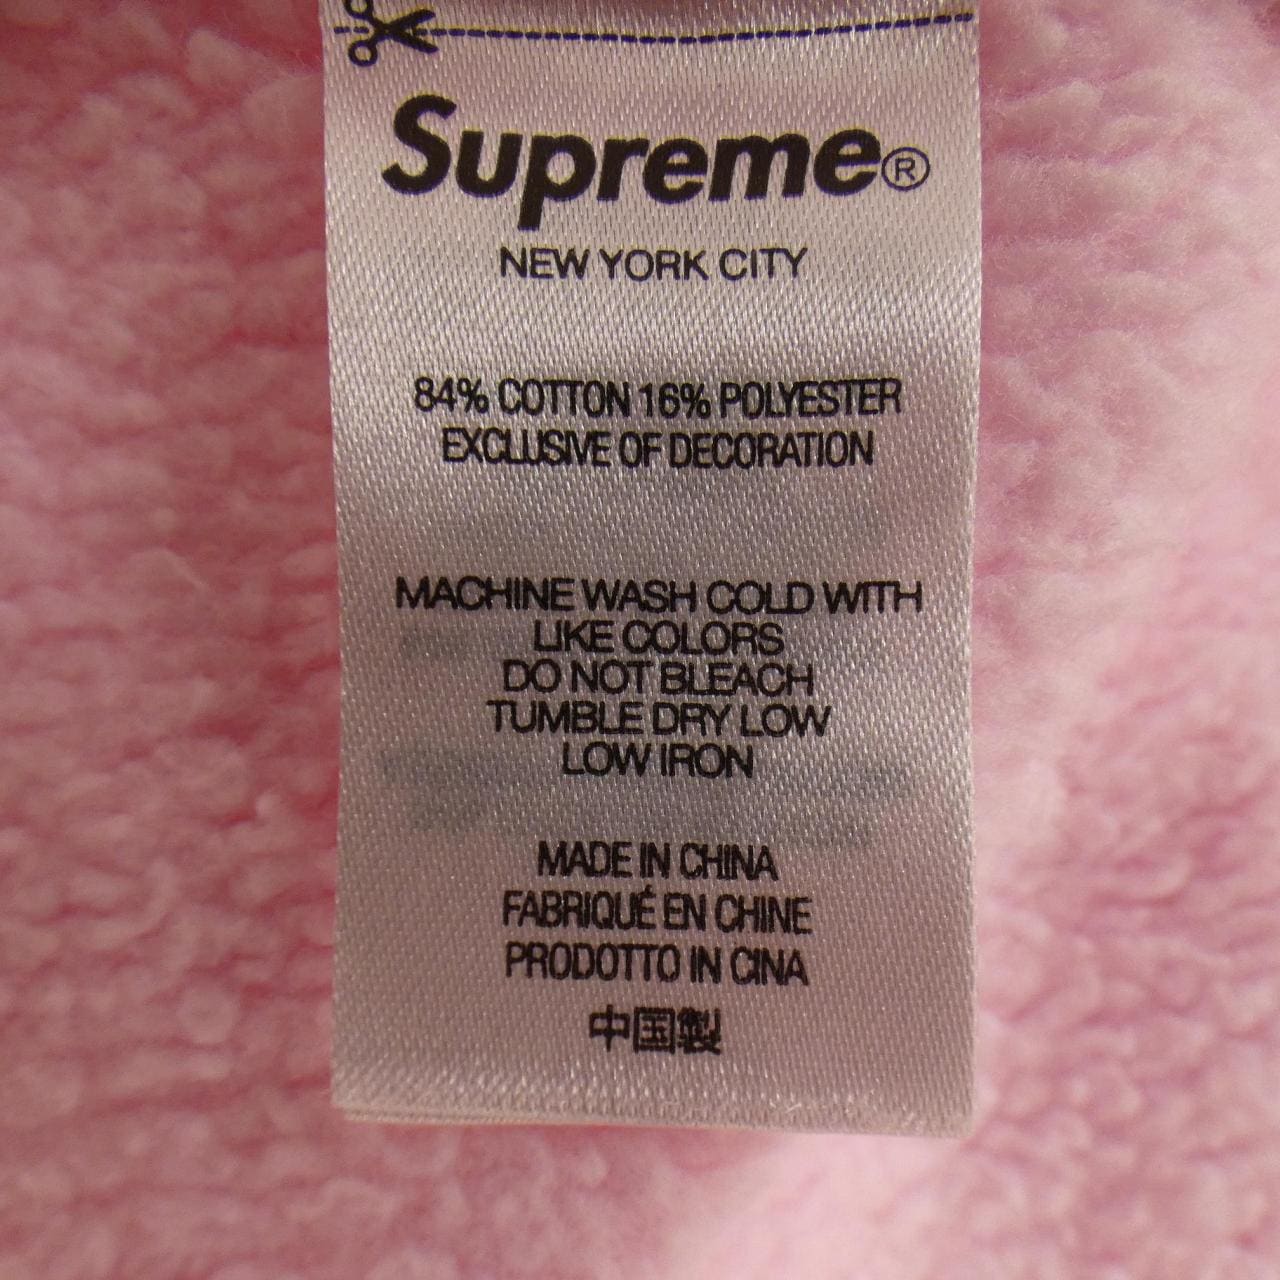 Supreme®
NEW YORK CITY
84% COTTON 16% POLYESTER
EXCLUSIVE OF DECORATION
MACHINE WASH COLD WITH
LIKE COLORS
DO NOT BLEACH
TUMBLE DRY LOW
LOW IRON
MADE IN CHINA
FABRIQUÉ EN CHINE
PRODOTTO IN CINA
中国製